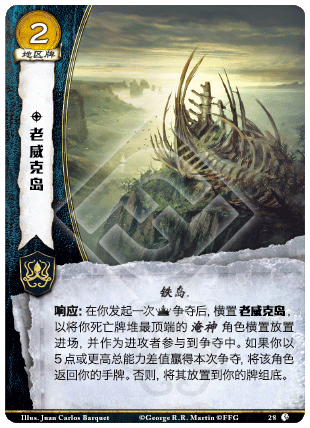 2
地区牌
老威克岛
铁岛.
响应: 在你发起一次 争夺后, 横置老威克岛,
以将你死亡牌堆最顶端的 淹神 角色横置放置
进场, 并作为进攻者参与到争夺中。如果你以
5点或更高总能力差值赢得本次争夺, 将该角色
返回你的手牌。否则, 将其放置到你的牌组底。
Illus. Juan Carlos Barquet ©George R.R. Martin ©FFG 28